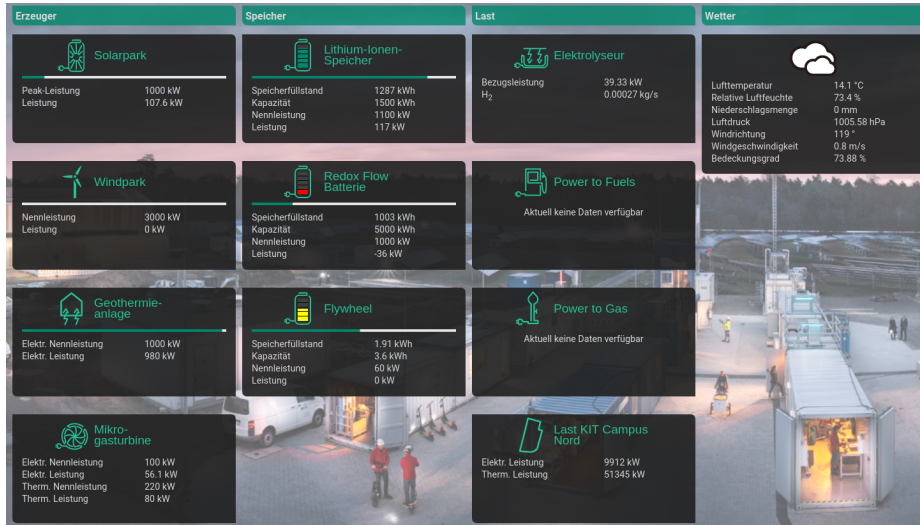 Erzeuger
Solarpark
Peak-Leistung 1000 kW
Leistung 107.6 kW
Windpark
Nennleistung 3000 kW
Leistung 0 kW
Geothermie-
anlage
Elektr. Nennleistung 1000 kW
Elektr. Leistung 980 kW
Mikro-
gasturbine
Elektr. Nennleistung 100 kW
Elektr. Leistung 56.1 kW
Therm. Nennleistung 220 kW
Therm. Leistung 80 kW
Speicher
Lithium-Ionen-
Speicher
Speicherfüllstand 1287 kWh
Kapazität 1500 kWh
Nennleistung 1100 kW
Leistung 117 kW
Redox Flow
Batterie
Speicherfüllstand 1003 kWh
Kapazität 5000 kWh
Nennleistung 1000 kW
Leistung -36 kW
Flywheel
Speicherfüllstand 1.91 kWh
Kapazität 3.6 kWh
Nennleistung 60 kW
Leistung 0 kW
Last
Elektrolyseur
Bezugsleistung 39.33 kW
H₂ 0.00027 kg/s
Power to Fuels
Aktuell keine Daten verfügbar
Power to Gas
Aktuell keine Daten verfügbar
Last KIT Campus
Nord
Elektr. Leistung 9912 kW
Therm. Leistung 51345 kW
Wetter
Lufttemperatur 14.1 °C
Relative Luftfeuchte 73.4 %
Niederschlagsmenge 0 mm
Luftdruck 1005.58 hPa
Windrichtung 119 °
Windgeschwindigkeit 0.8 m/s
Bedeckungsgrad 73.88 %